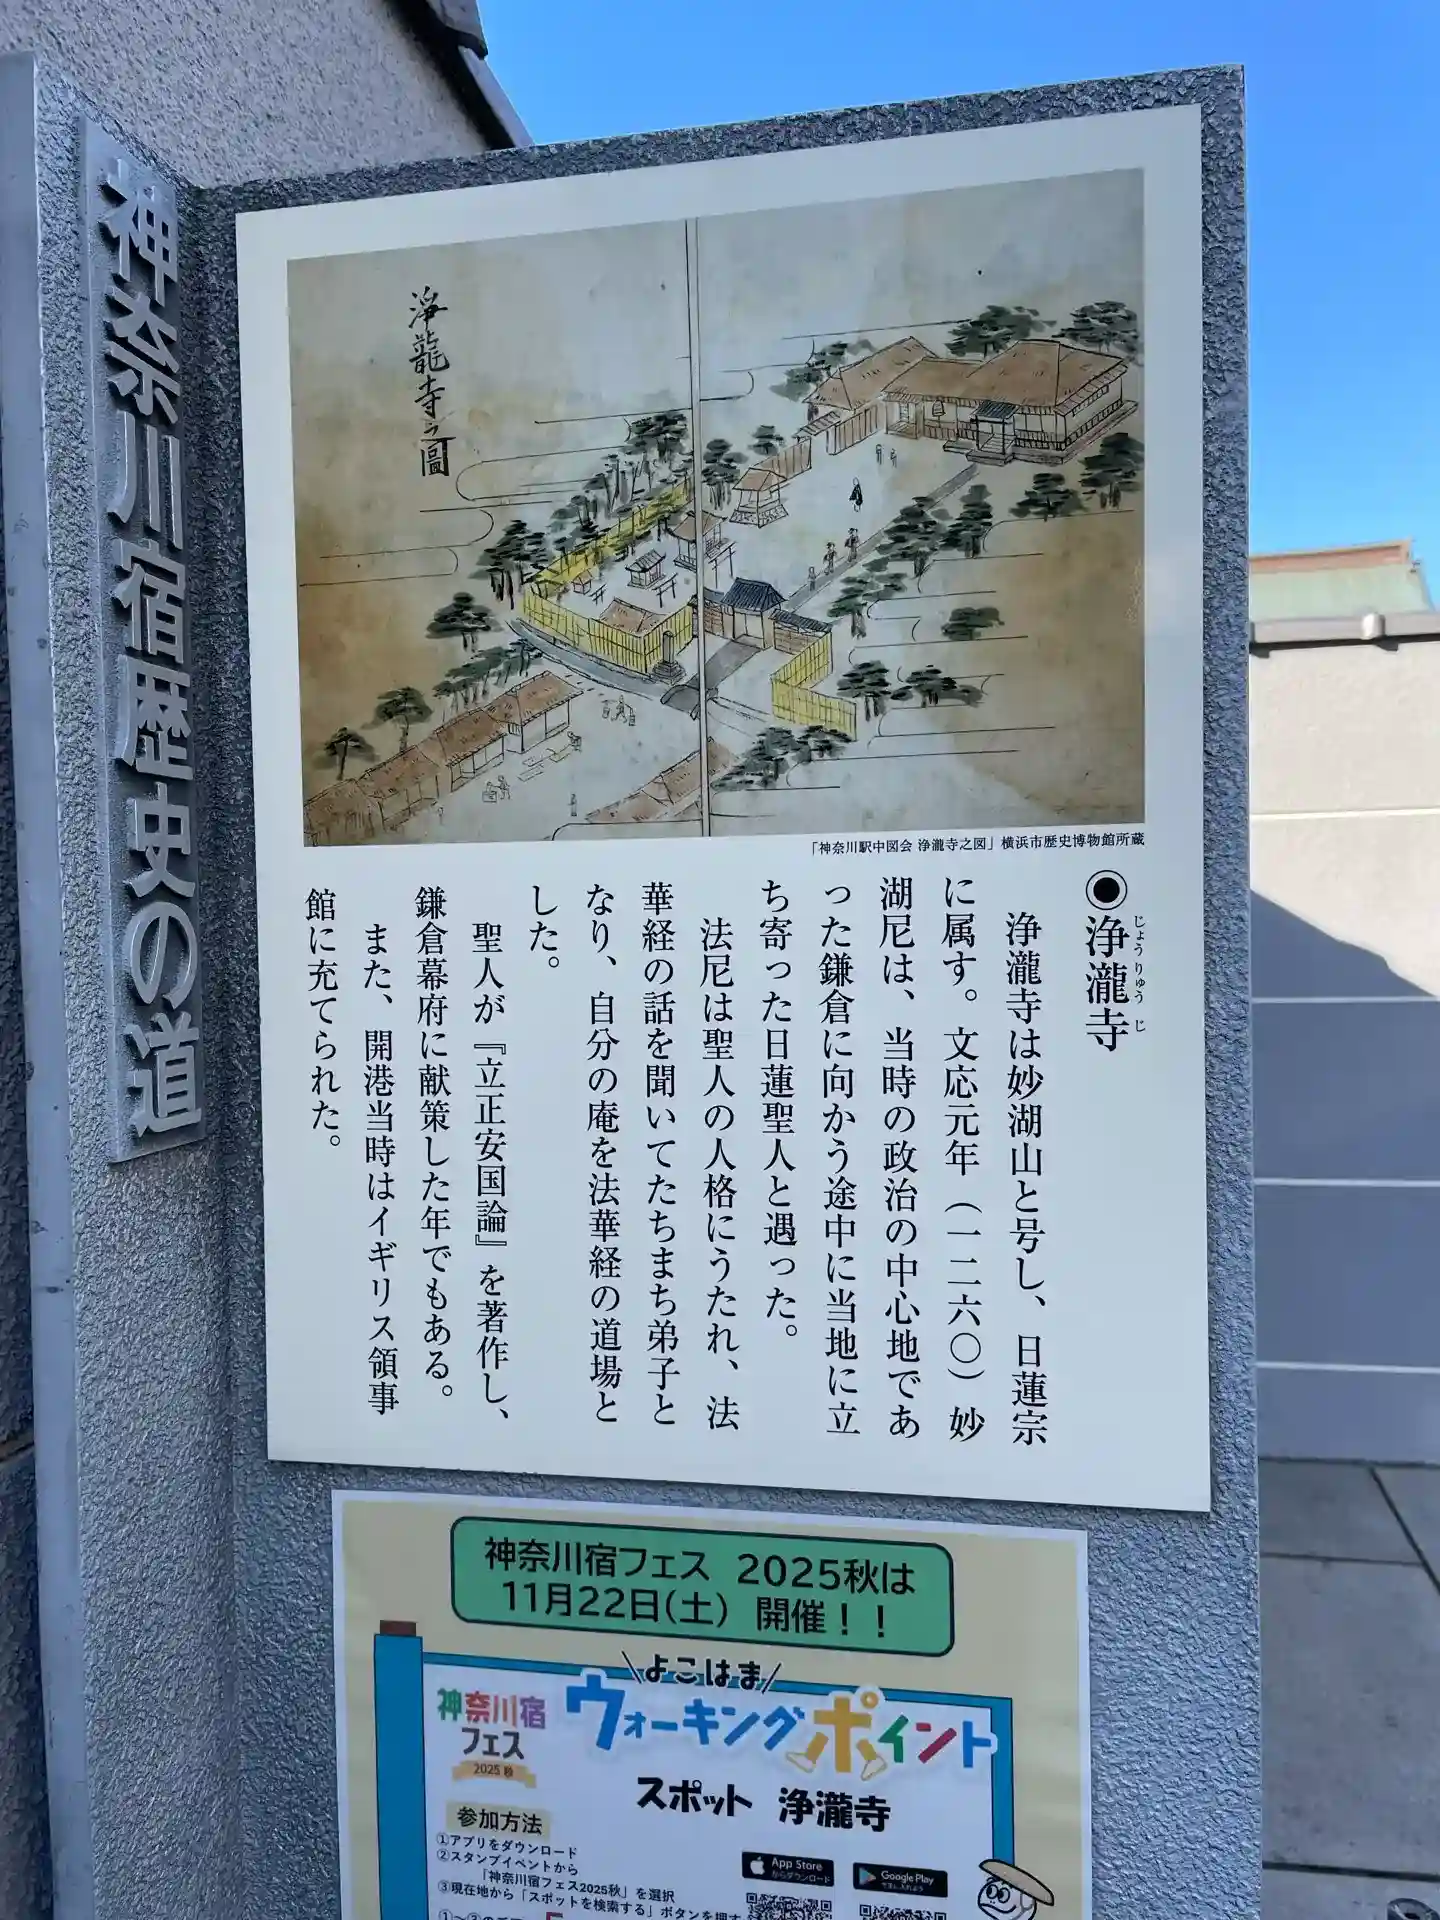 神奈川宿歴史の道
浄瀧寺之圖
「神奈川駅中図会 浄瀧寺之図」横浜市歴史博物館所蔵
◉浄瀧寺
じょう りゅう じ
浄瀧寺は妙湖山と号し、日蓮宗
に属す。文応元年（一二六〇）妙
湖尼は、当時の政治の中心地であ
った鎌倉に向かう途中に当地に立
ち寄った日蓮聖人と遇った。
法尼は聖人の人格にうたれ、法
華経の話を聞いてたちまち弟子と
なり、自分の庵を法華経の道場と
した。
聖人が『立正安国論』を著作し、
鎌倉幕府に献策した年でもある。
また、開港当時はイギリス領事
館に充てられた。
神奈川宿フェス 2025秋は
11月22日(土) 開催！！
よこはま
ウォーキングポイント
神奈川宿
フェス
2025 秋
スポット 浄瀧寺
参加方法
①アプリをダウンロード
②スタンプイベントから
「神奈川宿フェス2025秋」を選択
③現在地から「スポットを検索する」ボタンを押す
App Store
からダウンロード
Google Play
で手に入れよう